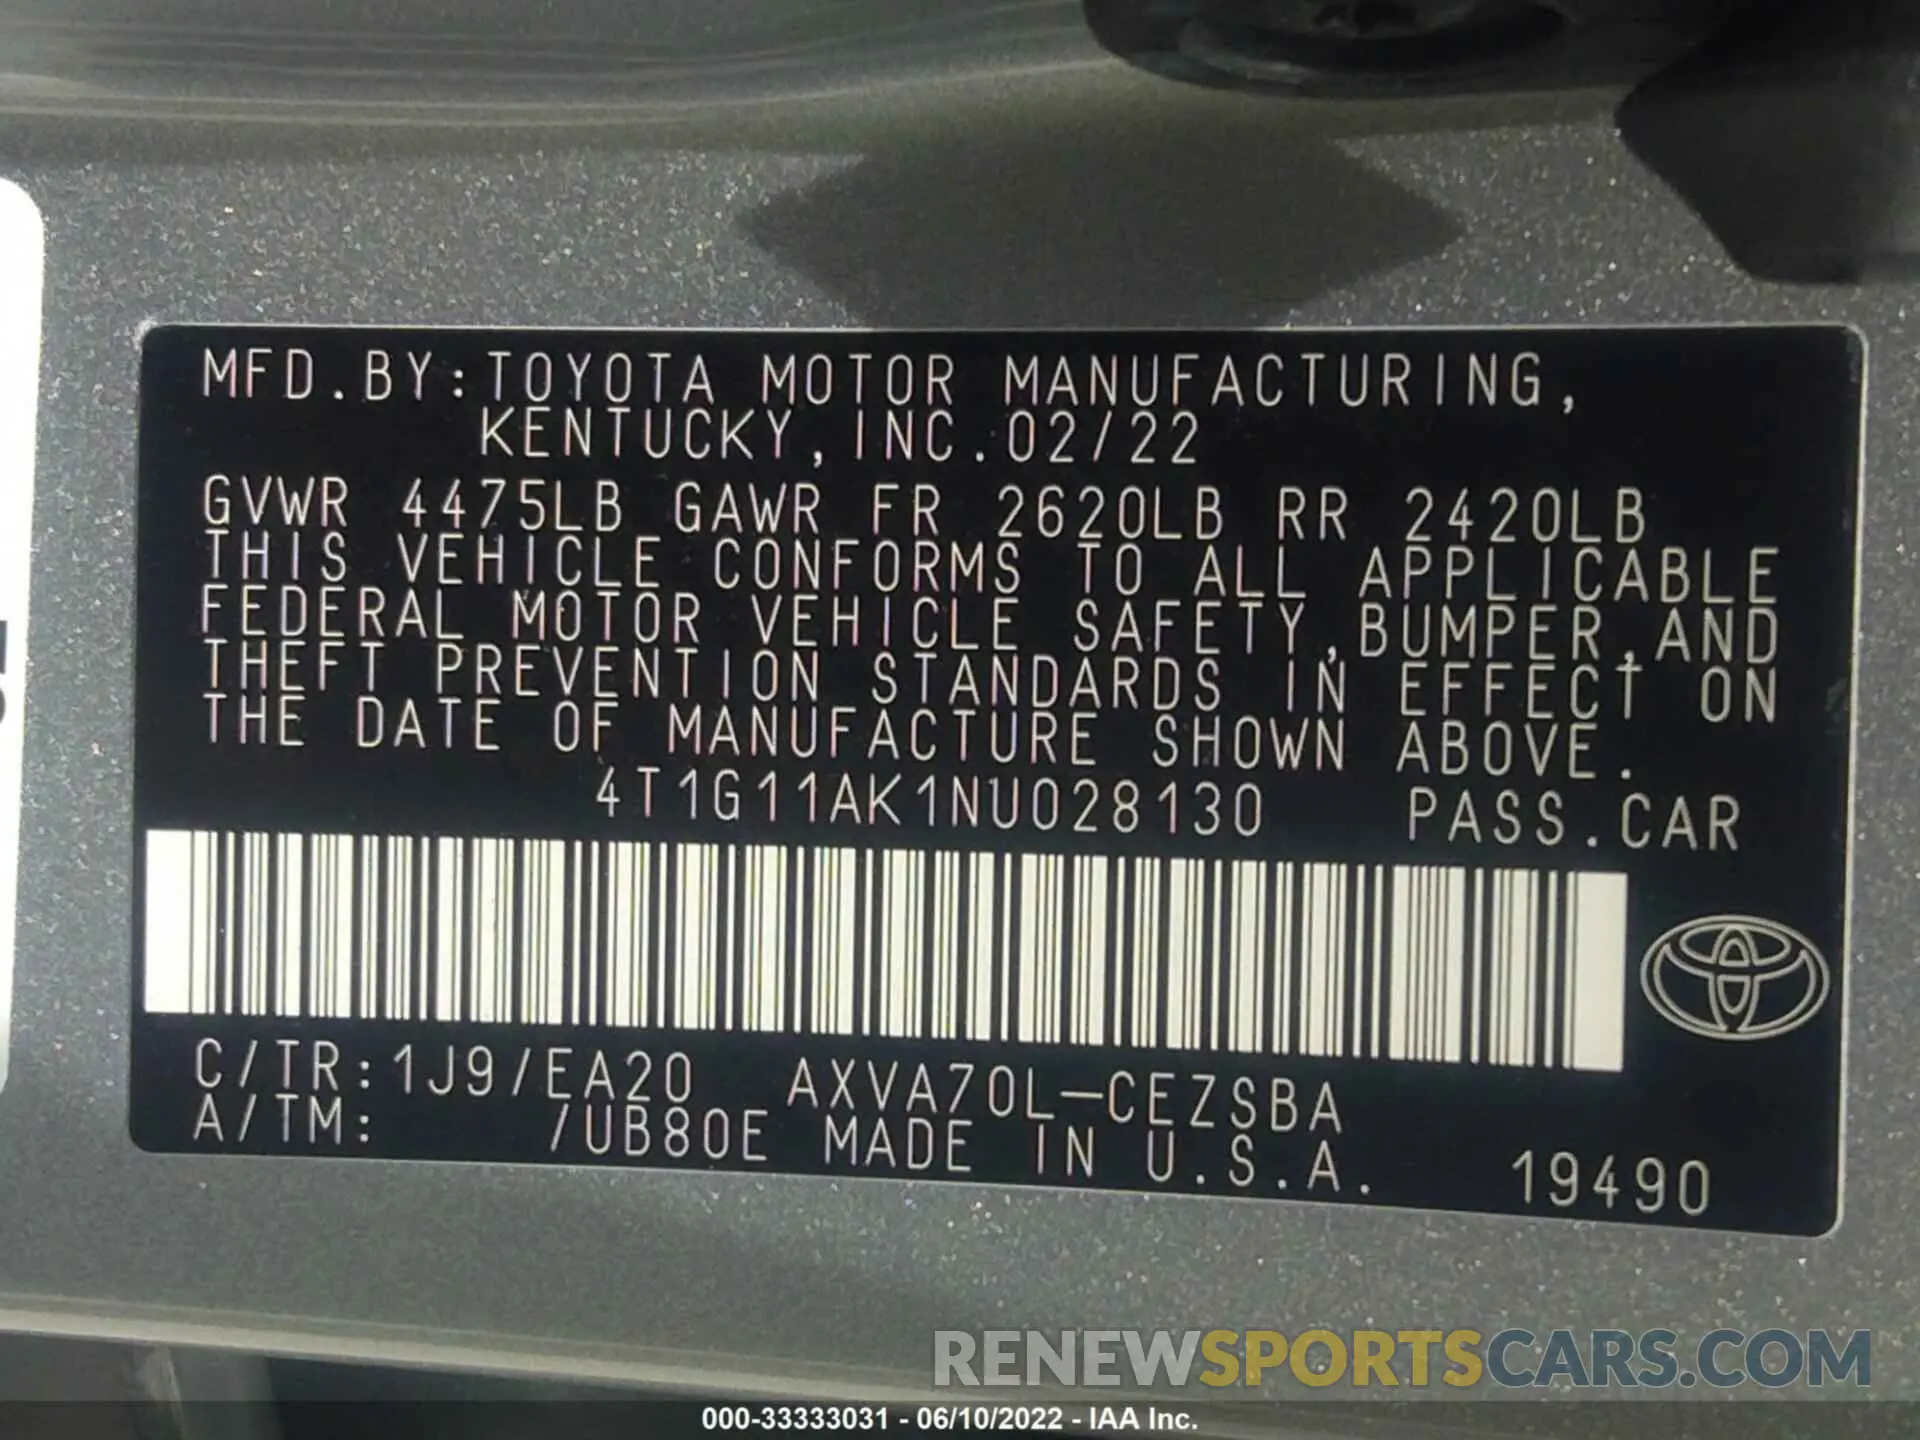 MFD.BY:TOYOTA MOTOR MANUFACTURING,
KENTUCKY,INC.02/22
GVWR 4475LB GAWR FR 2620LB RR 2420LB
THIS VEHICLE CONFORMS TO ALL APPLICABLE
FEDERAL MOTOR VEHICLE SAFETY,BUMPER,AND
THEFT PREVENTION STANDARDS IN EFFECT ON
THE DATE OF MANUFACTURE SHOWN ABOVE.
4T1G11AK1NU028130 PASS.CAR
C/TR:1J9/EA20 AXVA70L-CEZSBA
A/TM: /UB80E MADE IN U.S.A. 19490
RENEWSPORTSCARS.COM
000-33333031 - 06/10/2022 - IAA Inc.